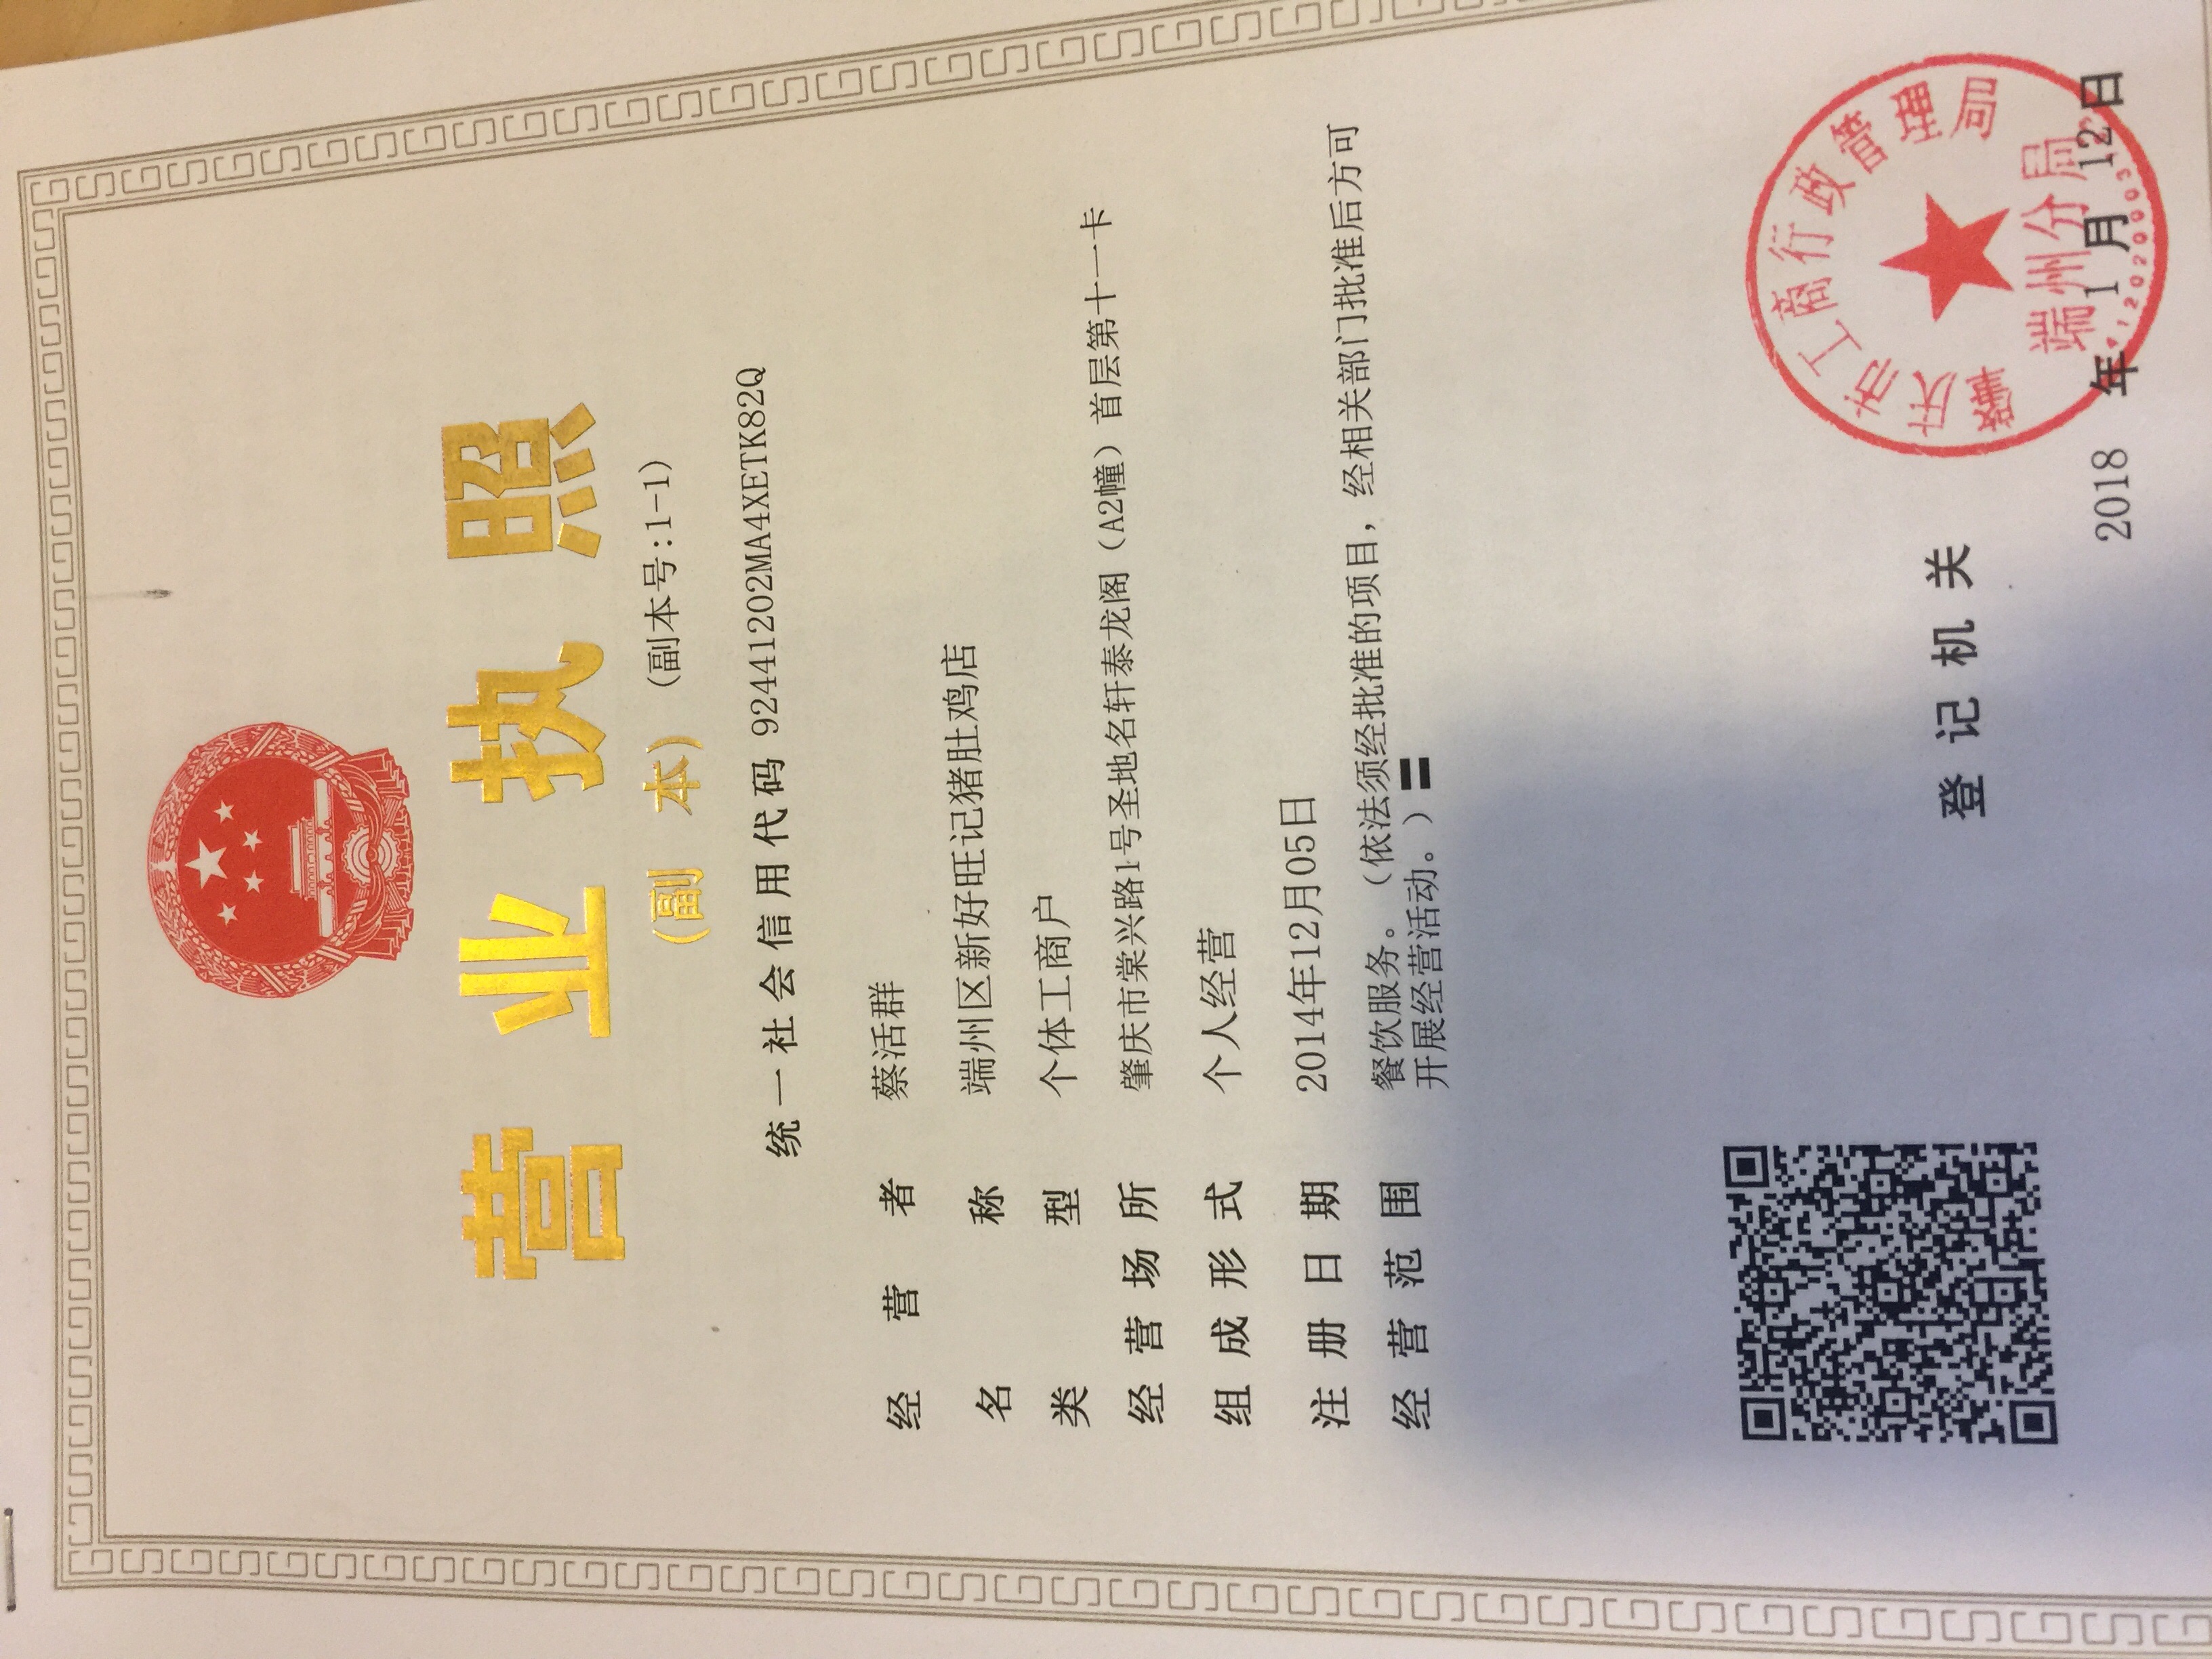 营业执照
(副 本) (副本号:1-1)
统一社会信用代码 92441202MA4XETK82Q
经营者 蔡活群
名称 端州区新好旺记猪肚鸡店
类型 个体工商户
经营场所 肇庆市棠兴路1号圣地名轩泰龙阁（A2幢）首层第十一卡
组成形式 个人经营
注册日期 2014年12月05日
经营范围 餐饮服务。（依法须经批准的项目，经相关部门批准后方可
开展经营活动。）〓
肇庆市工商行政管理局
登记机关
端州分局
2018 年 1 月 12 日